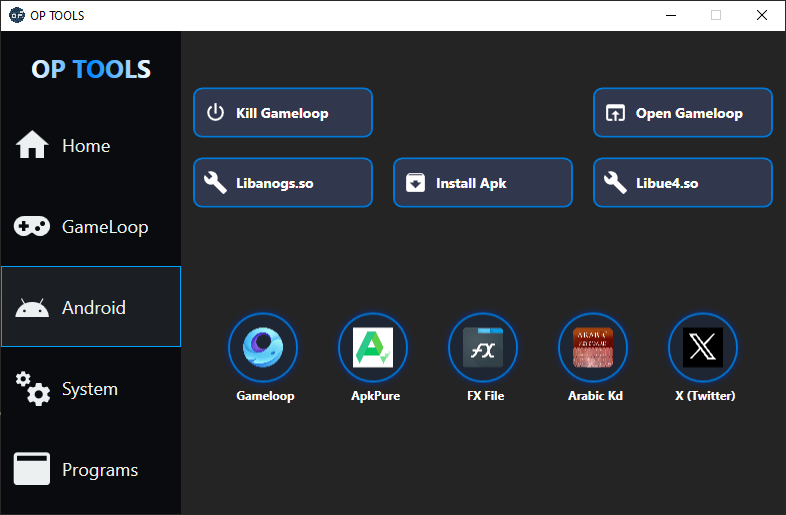 OP TOOLS
OP TOOLS
Home
GameLoop
Android
System
Programs
Kill Gameloop
Open Gameloop
Libanogs.so
Install Apk
Libue4.so
Gameloop
ApkPure
FX File
Arabic Kd
X (Twitter)